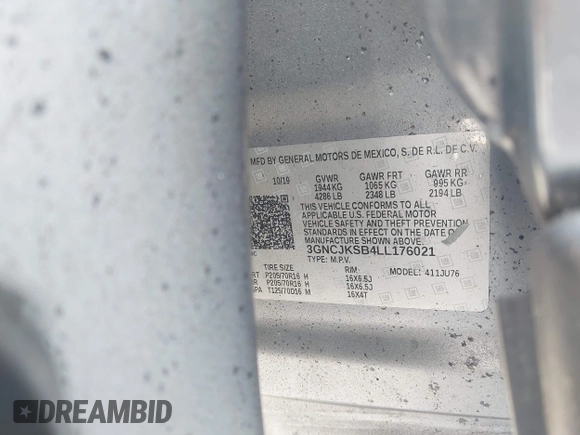 MFD BY GENERAL MOTORS DE MEXICO, S. DE R.L. DE C.V.
10/19 GVWR GAWR FRT GAWR RR
1944 KG 1065 KG 995 KG
4286 LB 2348 LB 2194 LB
THIS VEHICLE CONFORMS TO ALL
APPLICABLE U.S. FEDERAL MOTOR
VEHICLE SAFETY AND THEFT PREVENTION
STANDARDS IN EFFECT ON THE DATE OF
MANUFACTURE SHOWN ABOVE.
3GNCJKSB4LL176021
TYPE: M.P.V.
TIRE SIZE RIM: MODEL: 411JU76
RT P205/70R16 H 16X6.5J
P205/70R16 H 16X6.5J
PA T125/70D16 M 16X4T
DREAMBID